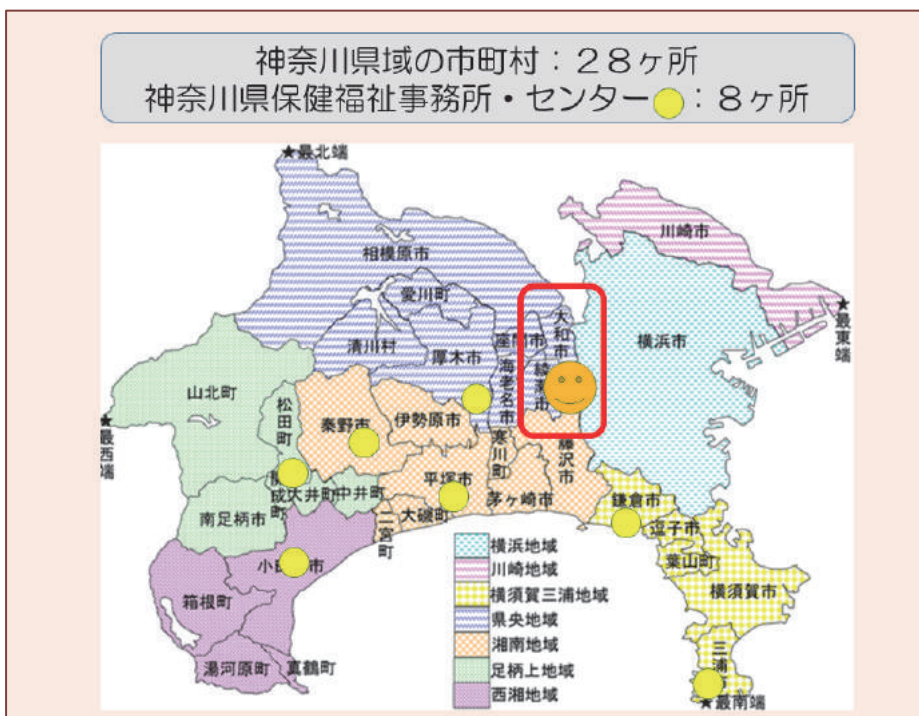 神奈川県域の市町村：２８ヶ所
神奈川県保健福祉事務所・センター：８ヶ所
★最北端
川崎市
相模原市
愛川町
大和市
座間市
横浜市
★最東端
清川村
厚木市
海老名市
綾瀬市
山北町
松田町
秦野市
伊勢原市
寒川町
藤沢市
★最西端
平塚市
鎌倉市
成町
大井町
中井町
茅ヶ崎市
南足柄市
大磯町
二宮町
逗子市
葉山町
小田 市
横須賀市
箱根町
三浦
湯河原町
真鶴町
★最南端
横浜地域
川崎地域
横須賀三浦地域
県央地域
湘南地域
足柄上地域
西湘地域